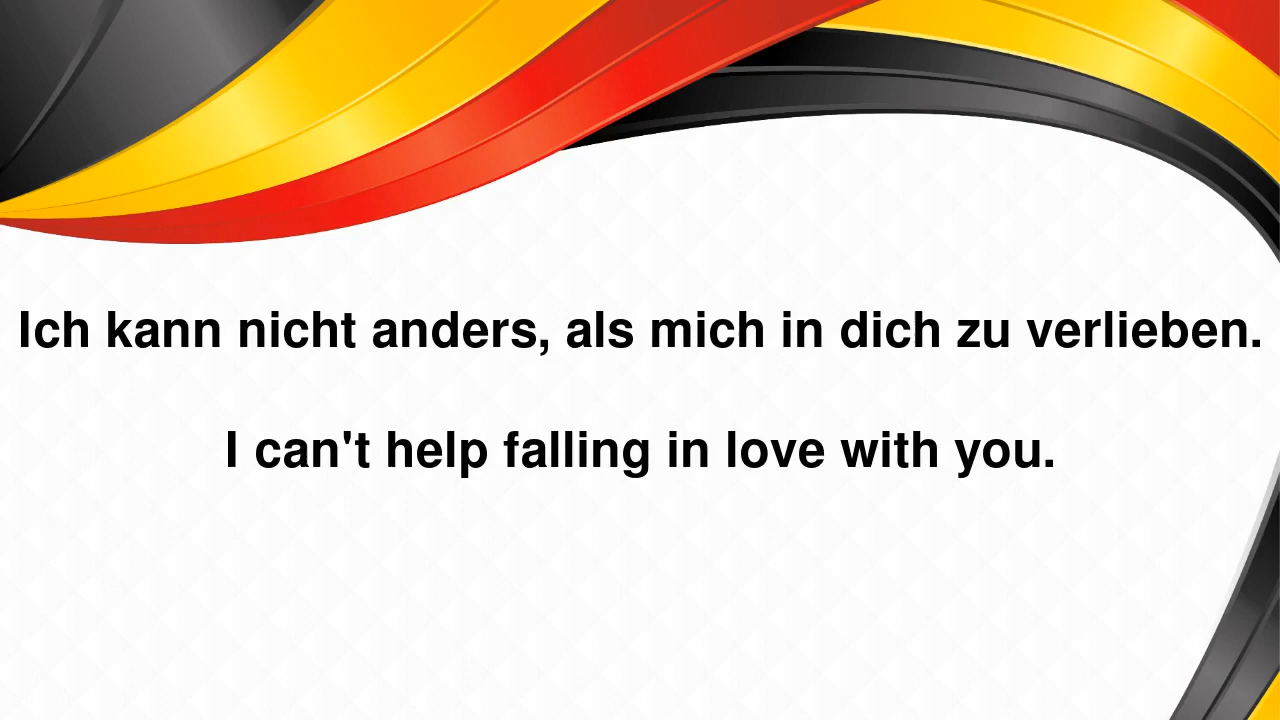 Ich kann nicht anders, als mich in dich zu verlieben.
I can't help falling in love with you.